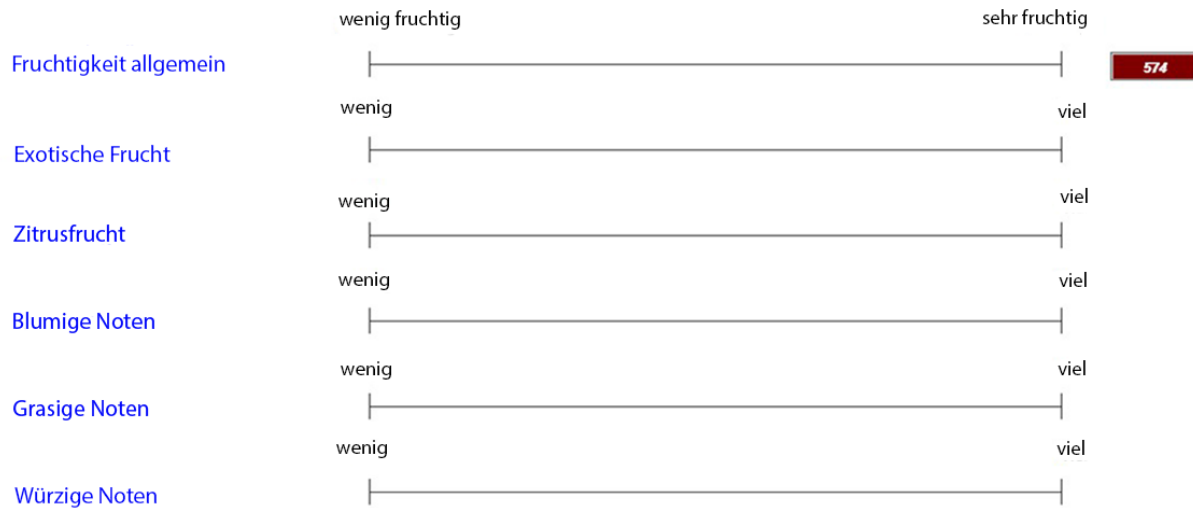 wenig fruchtig sehr fruchtig
Fruchtigkeit allgemein 574
wenig viel
Exotische Frucht
wenig viel
Zitrusfrucht
wenig viel
Blumige Noten
wenig viel
Grasige Noten
wenig viel
Würzige Noten